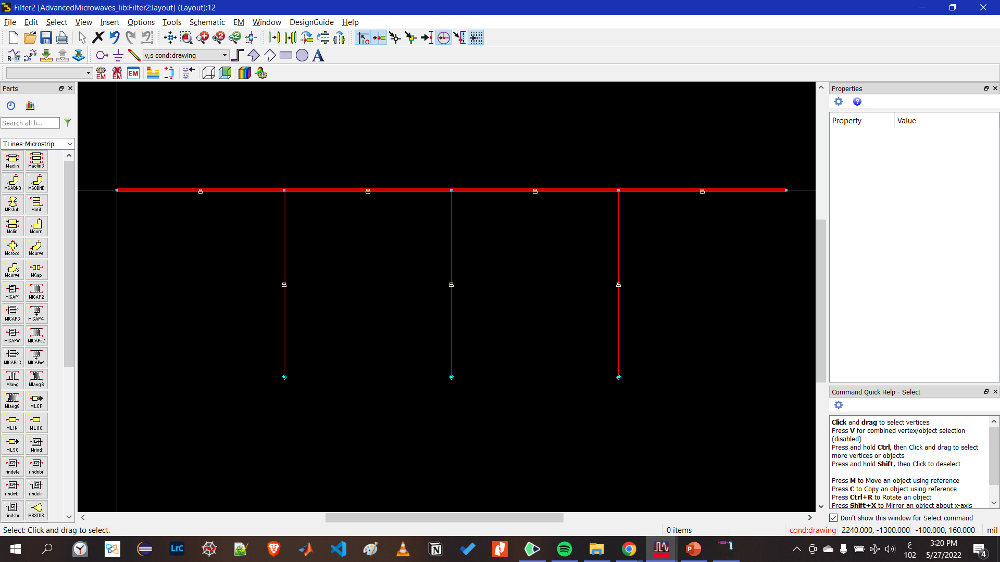 Filter2 [AdvancedMicrowaves_lib:Filter2:layout] (Layout):12
File Edit Select View Insert Options Tools Schematic EM Window DesignGuide Help
v,s cond:drawing
EM EM EM
Parts
Search all li...
TLines-Microstrip
Maclin Maclin3
MSABND MSOBND
MBstub Mcfil
Mclin Mcorn
Mcroso Mcurve
Mcurve MGap
MICAP1 MICAP2
MICAP3 MICAP4
MICAPo1 MICAPo2
MICAPo3 MICAPo4
Mlang Mlang6
Mlang8 MLEF
MLIN MLOC
MLSC Mrind
rindela rindnbr
rindwbr rindelm
rindsbr MRSTUB
Properties
Property Value
Command Quick Help - Select
Click and drag to select vertices
Press V for combined vertex/object selection
(disabled)
Press and hold Ctrl, then Click and drag to select
more vertices or objects
Press and hold Shift, then Click to deselect
Press M to Move an object using reference
Press C to Copy an object using reference
Press Ctrl+R to Rotate an object
Press Shift+X to Mirror an object about x-axis
Don't show this window for Select command
Select: Click and drag to select.
0 items
cond:drawing 2240.000, -1300.000 -100.000, 160.000 mil
LrC
ع
102
3:20 PM
5/27/2022
4